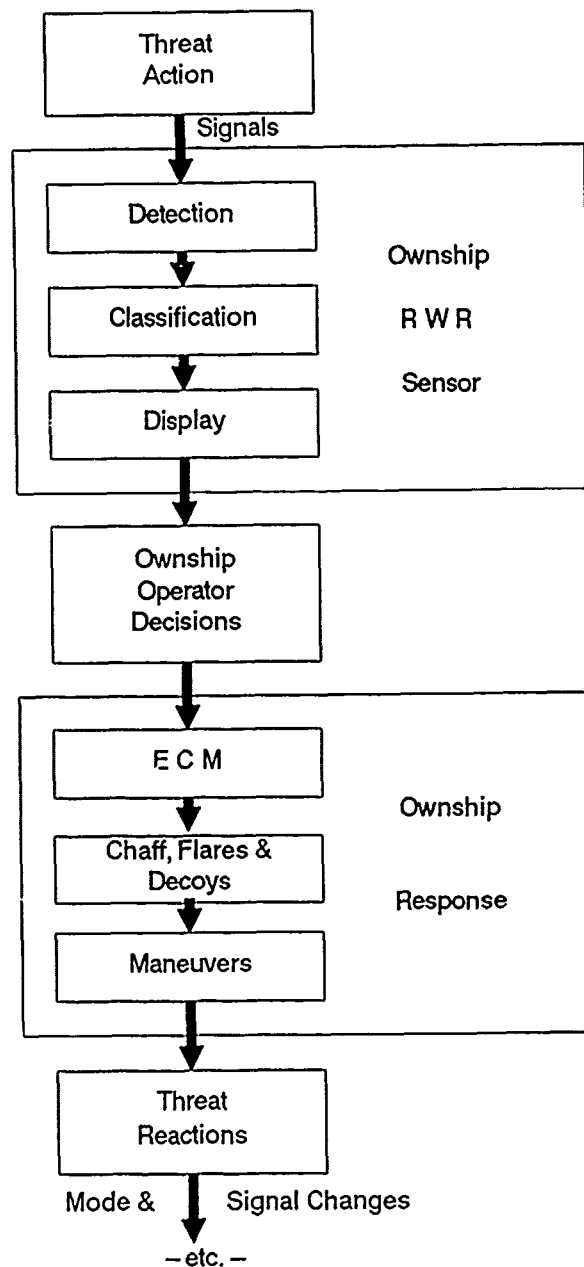 Threat
Action
Signals
Detection
Classification
Display
Ownship
R W R
Sensor
Ownship
Operator
Decisions
E C M
Chaff, Flares &
Decoys
Maneuvers
Ownship
Response
Threat
Reactions
Mode & Signal Changes
– etc. –